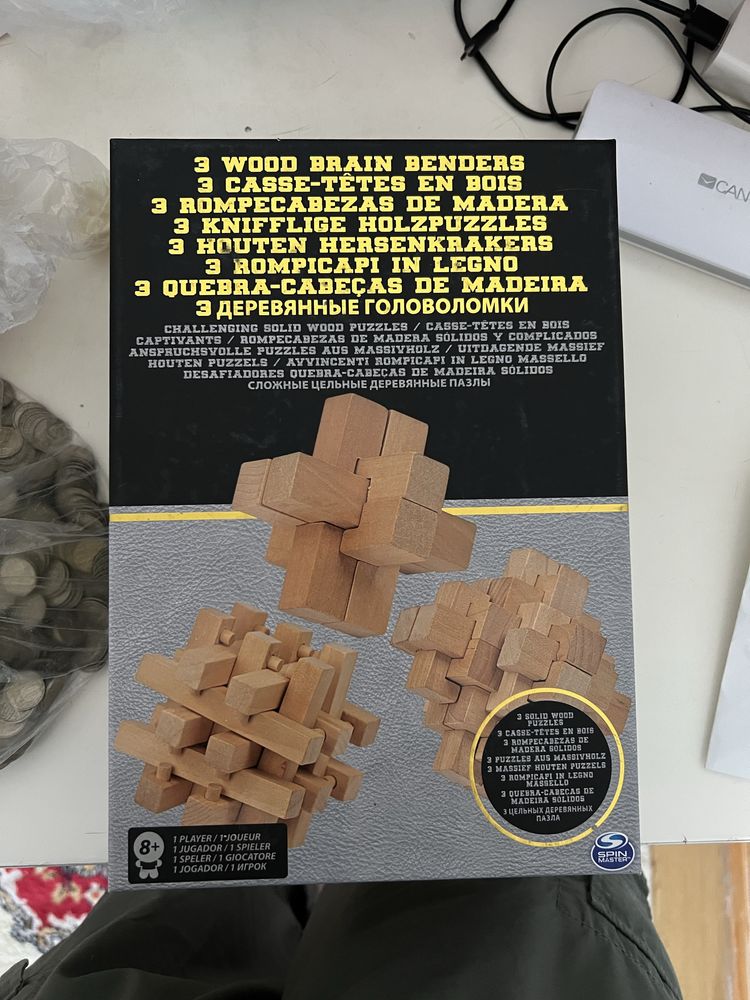 3 WOOD BRAIN BENDERS
3 CASSE-TÊTES EN BOIS
3 ROMPECABEZAS DE MADERA
3 KNIFFLIGE HOLZPUZZLES
3 HOUTEN HERSENKRAKERS
3 ROMPICAPI IN LEGNO
3 QUEBRA-CABEÇAS DE MADEIRA
3 ДЕРЕВЯННЫЕ ГОЛОВОЛОМКИ
CHALLENGING SOLID WOOD PUZZLES / CASSE-TÊTES EN BOIS
CAPTIVANTS / ROMPECABEZAS DE MADERA SÓLIDOS Y COMPLICADOS
ANSPRUCHSVOLLE PUZZLES AUS MASSIVHOLZ / UITDAGENDE MASSIEF
HOUTEN PUZZELS / AVVINCENTI ROMPICAPI IN LEGNO MASSELLO
DESAFIADORES QUEBRA-CABEÇAS DE MADEIRA SÓLIDOS
СЛОЖНЫЕ ЦЕЛЬНЫЕ ДЕРЕВЯННЫЕ ПАЗЛЫ
3 SOLID WOOD
PUZZLES
3 CASSE-TÊTES EN BOIS
3 ROMPECABEZAS DE
MADERA SÓLIDOS
3 PUZZLES AUS MASSIVHOLZ
3 MASSIEF HOUTEN PUZZELS
3 ROMPICAPI IN LEGNO
MASSELLO
3 QUEBRA-CABEÇAS DE
MADEIRA SÓLIDOS
3 ЦЕЛЬНЫХ ДЕРЕВЯННЫХ
ПАЗЛА
8+
1 PLAYER / 1 JOUEUR
1 JUGADOR / 1 SPIELER
1 SPELER / 1 GIOCATORE
1 JOGADOR / 1 ИГРОК
SPIN
MASTER
CAN